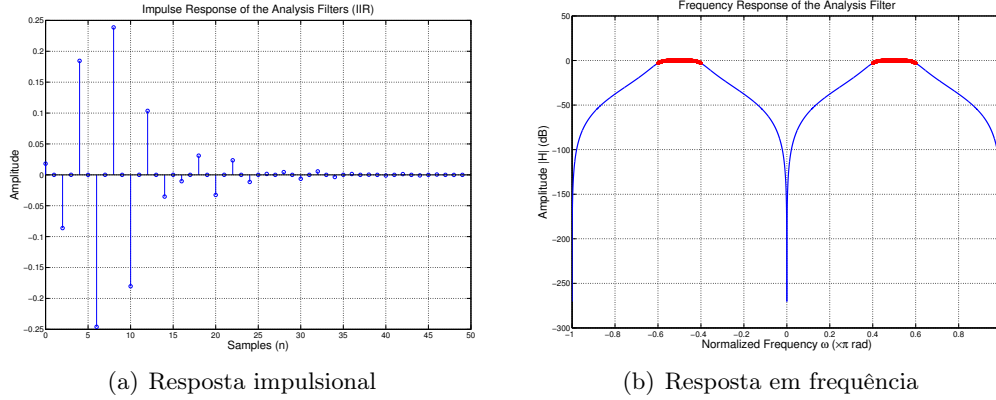 Impulse Response of the Analysis Filters (IIR)
0.25
0.2
0.15
0.1
0.05
0
−0.05
−0.1
−0.15
−0.2
−0.25
Amplitude
0 5 10 15 20 25 30 35 40 45 50
Samples (n)
(a) Resposta impulsional
Frequency Response of the Analysis Filter
50
0
−50
−100
−150
−200
−250
−300
Amplitude |H| (dB)
−1 −0.8 −0.6 −0.4 −0.2 0 0.2 0.4 0.6 0.8
Normalized Frequency ω (×π rad)
(b) Resposta em frequência